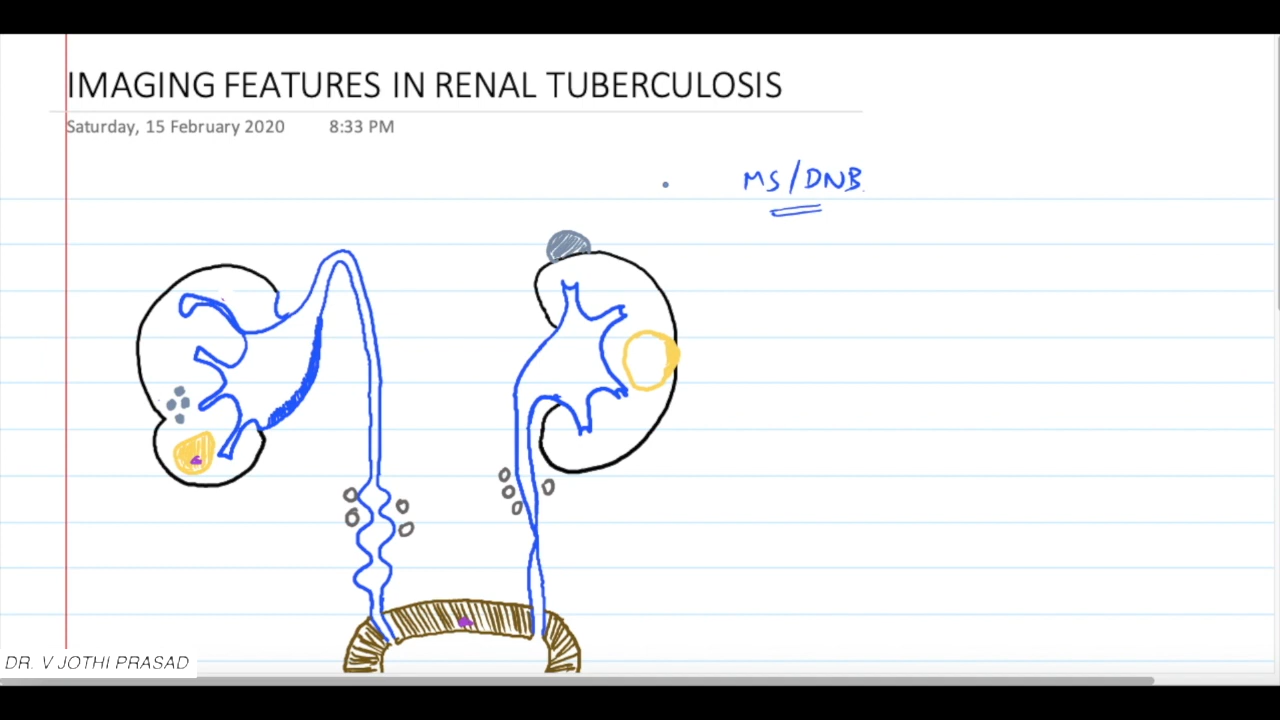 IMAGING FEATURES IN RENAL TUBERCULOSIS
Saturday, 15 February 2020 8:33 PM
MS/DNB
DR. V JOTHI PRASAD